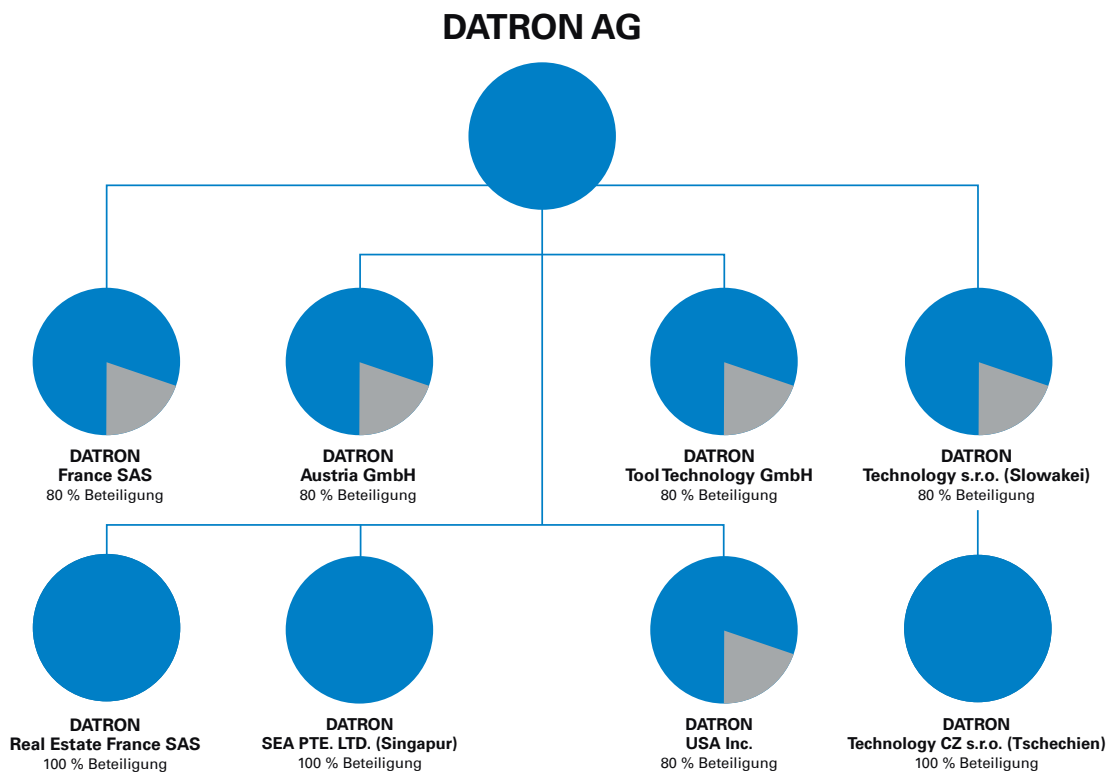 DATRON AG
DATRON
France SAS
80 % Beteiligung
DATRON
Austria GmbH
80 % Beteiligung
DATRON
Tool Technology GmbH
80 % Beteiligung
DATRON
Technology s.r.o. (Slowakei)
80 % Beteiligung
DATRON
Real Estate France SAS
100 % Beteiligung
DATRON
SEA PTE. LTD. (Singapur)
100 % Beteiligung
DATRON
USA Inc.
80 % Beteiligung
DATRON
Technology CZ s.r.o. (Tschechien)
100 % Beteiligung